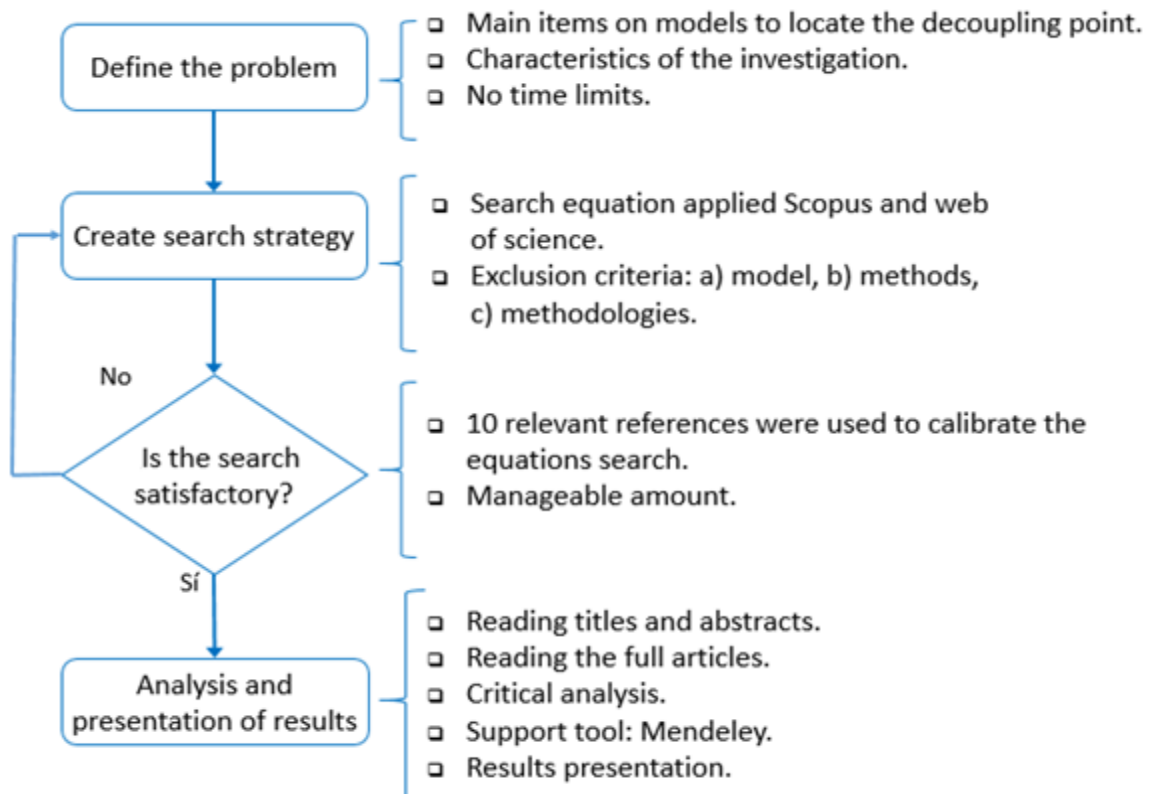 Define the problem
Main items on models to locate the decoupling point.
Characteristics of the investigation.
No time limits.
Create search strategy
Search equation applied Scopus and web
of science.
Exclusion criteria: a) model, b) methods,
c) methodologies.
No
Is the search
satisfactory?
10 relevant references were used to calibrate the
equations search.
Manageable amount.
Sí
Analysis and
presentation of results
Reading titles and abstracts.
Reading the full articles.
Critical analysis.
Support tool: Mendeley.
Results presentation.